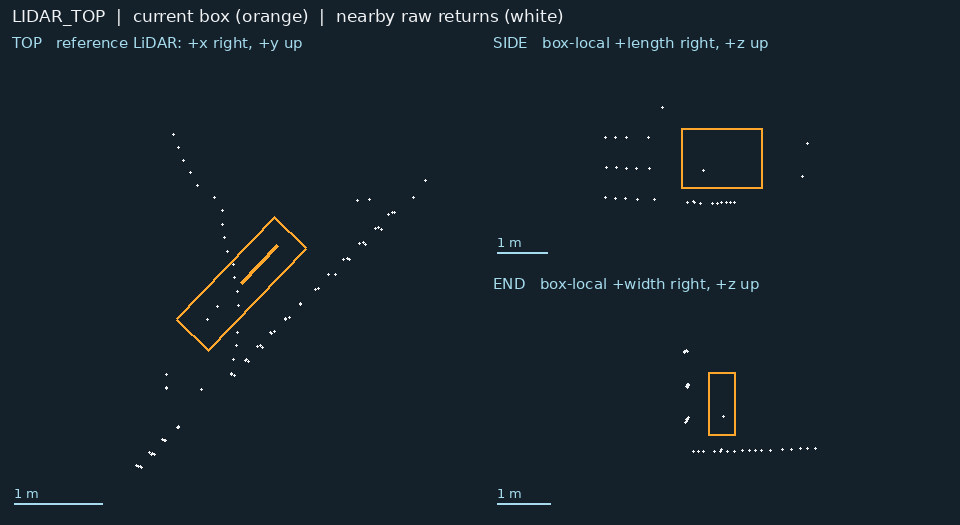 LIDAR_TOP  |  current box (orange)  |  nearby raw returns (white)
TOP   reference LiDAR: +x right, +y up
SIDE   box-local +length right, +z up
1 m
END   box-local +width right, +z up
1 m
1 m